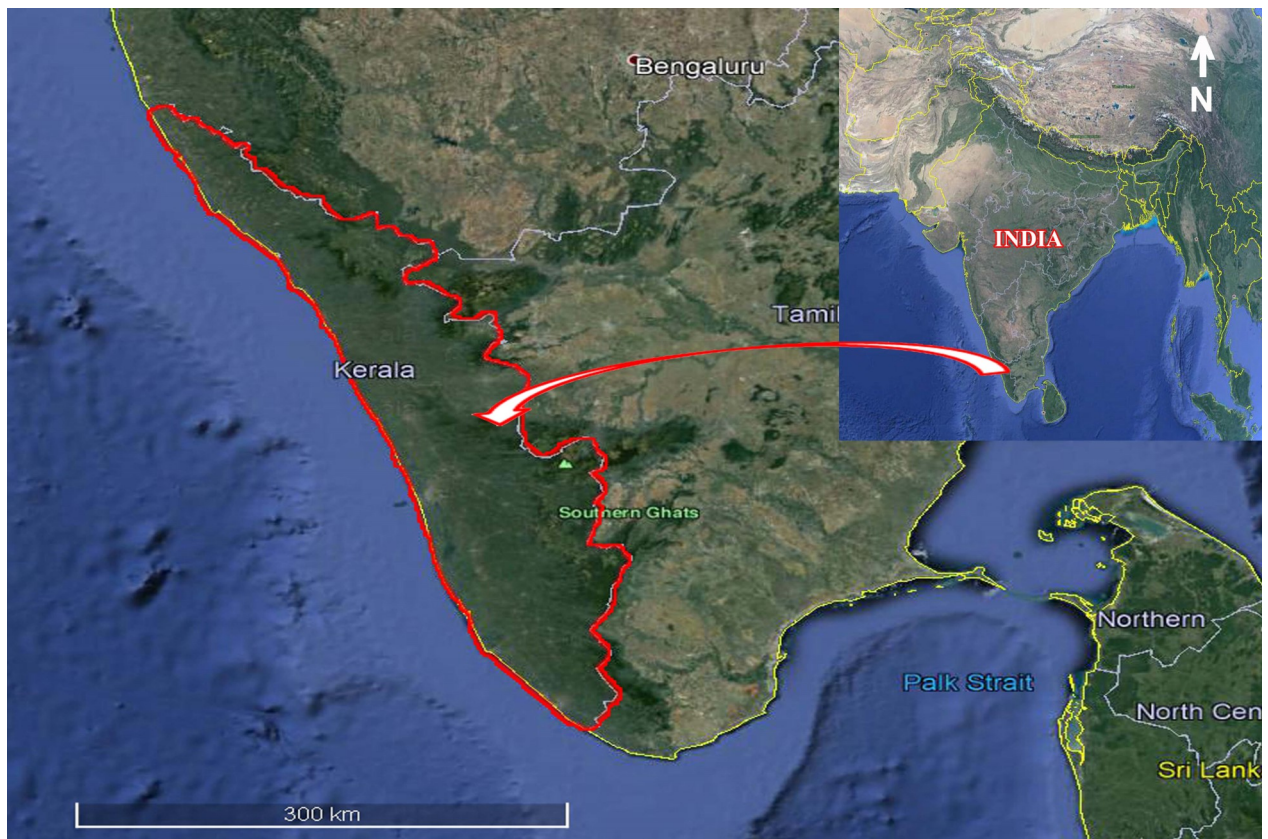 Bengaluru
N
INDIA
Tamil
Kerala
Southern Ghats
Northern
Palk Strait
North Cen
Sri Lank
300 km